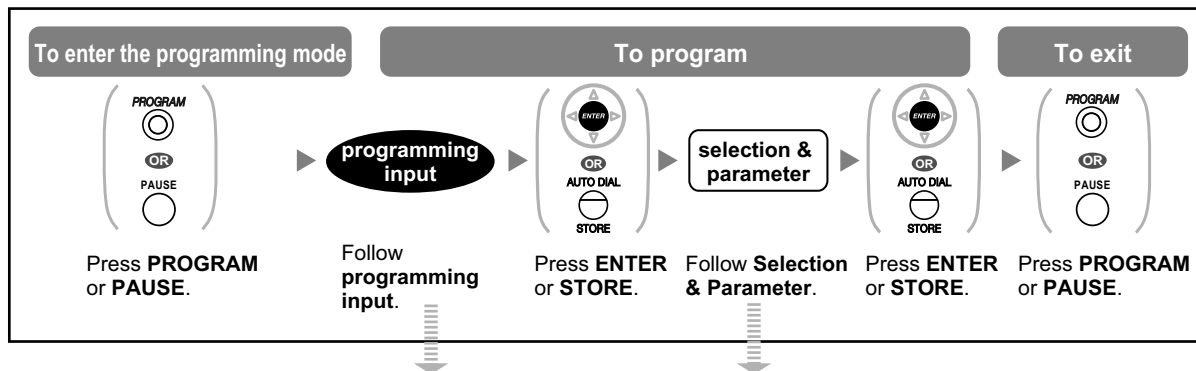 To enter the programming mode
To program
To exit
PROGRAM
OR
PAUSE
programming
input
ENTER
OR
AUTO DIAL
STORE
selection &
parameter
ENTER
OR
AUTO DIAL
STORE
PROGRAM
OR
PAUSE
Press PROGRAM
or PAUSE.
Follow
programming
input.
Press ENTER
or STORE.
Follow Selection
& Parameter.
Press ENTER
or STORE.
Press PROGRAM
or PAUSE.